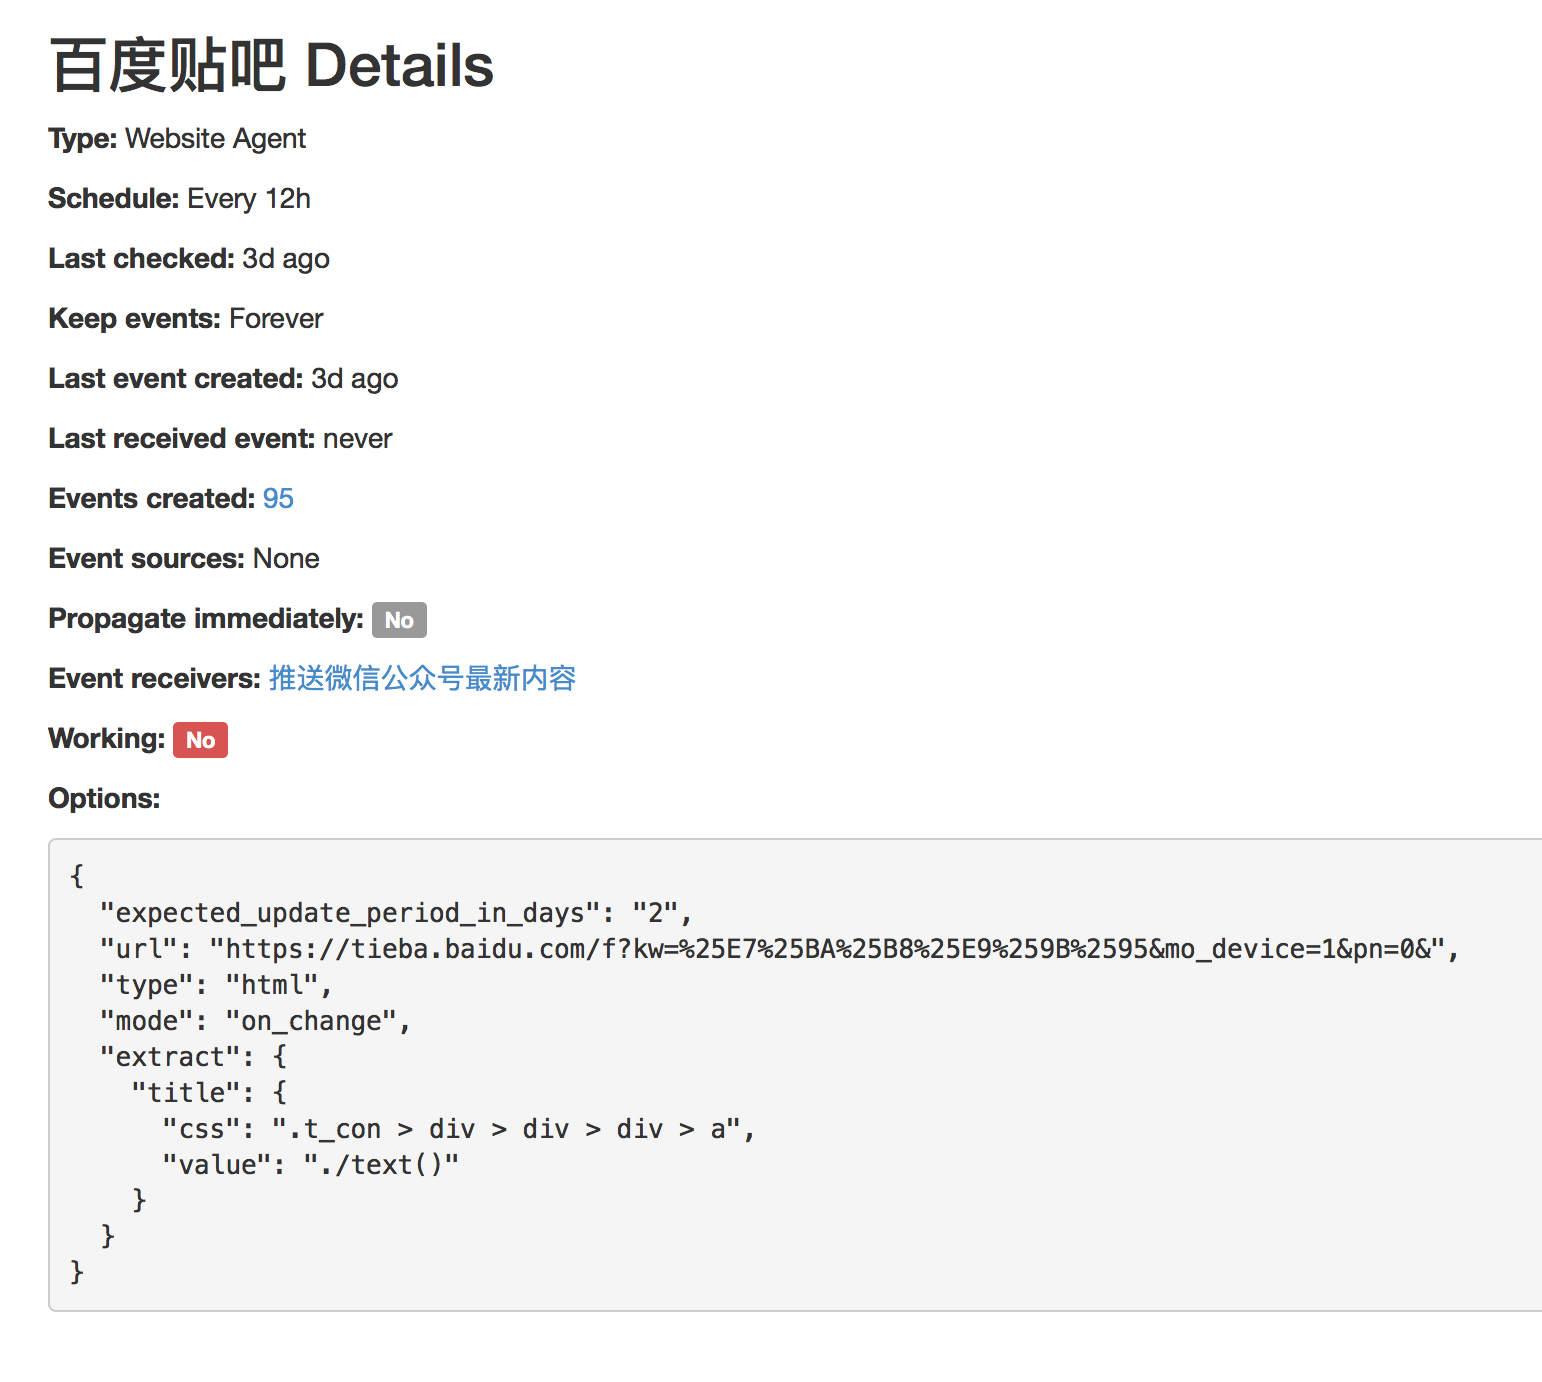 百度贴吧 Details
Type: Website Agent
Schedule: Every 12h
Last checked: 3d ago
Keep events: Forever
Last event created: 3d ago
Last received event: never
Events created: 95
Event sources: None
Propagate immediately: No
Event receivers: 推送微信公众号最新内容
Working: No
Options:
{
  "expected_update_period_in_days": "2",
  "url": "https://tieba.baidu.com/f?kw=%25E7%25BA%25B8%25E9%259B%2595&mo_device=1&pn=0&",
  "type": "html",
  "mode": "on_change",
  "extract": {
    "title": {
      "css": ".t_con > div > div > div > a",
      "value": "./text()"
    }
  }
}